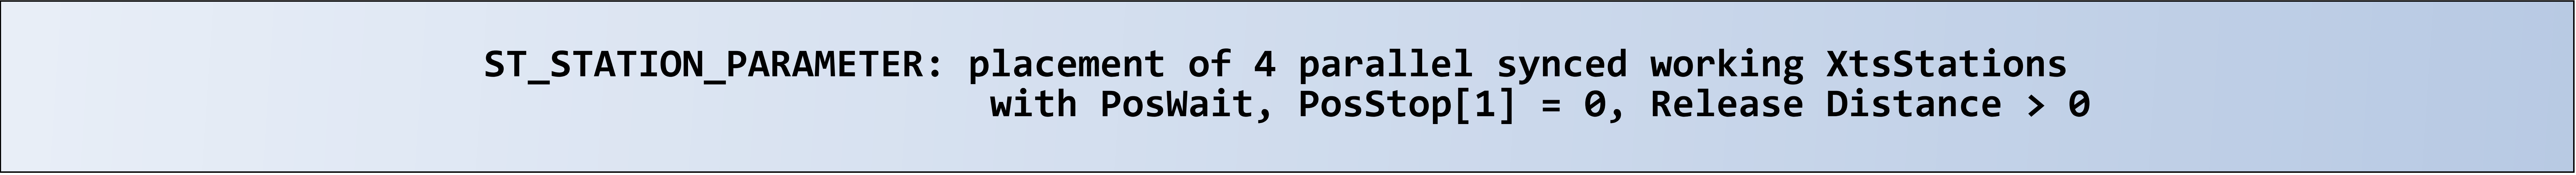 ST_STATION_PARAMETER: placement of 4 parallel synced working XtsStations
with PosWait, PosStop[1] = 0, Release Distance > 0